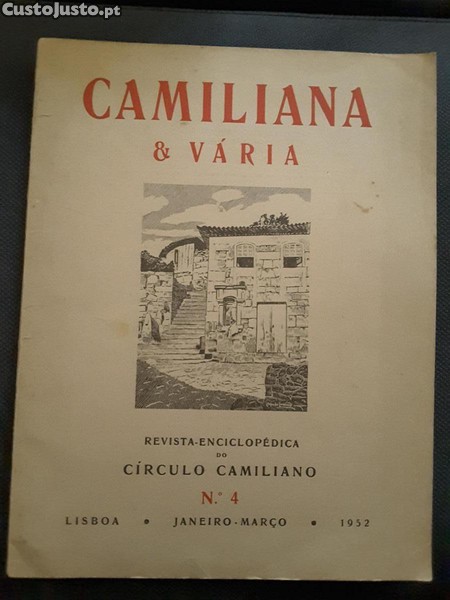 CustoJusto.pt
CAMILIANA
& VÁRIA
REVISTA-ENCICLOPÉDICA
DO
CÍRCULO CAMILIANO
N.º 4
LISBOA • JANEIRO-MARÇO • 1952